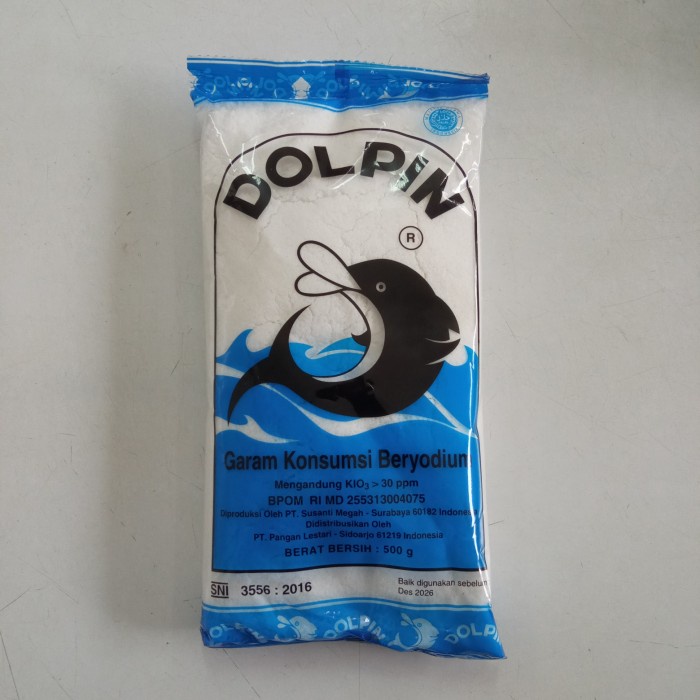 DOLPIN
DOLPIN
R
Garam Konsumsi Beryodium
Mengandung KIO₃ > 30 ppm
BPOM RI MD 255313004075
Diproduksi Oleh PT. Susanti Megah - Surabaya 60182 Indonesia
Didistribusikan Oleh
PT. Pangan Lestari - Sidoarjo 61219 Indonesia
BERAT BERSIH : 500 g
SNI 3556 : 2016
Baik digunakan sebelum
Des 2026
DOLPIN DOLPIN